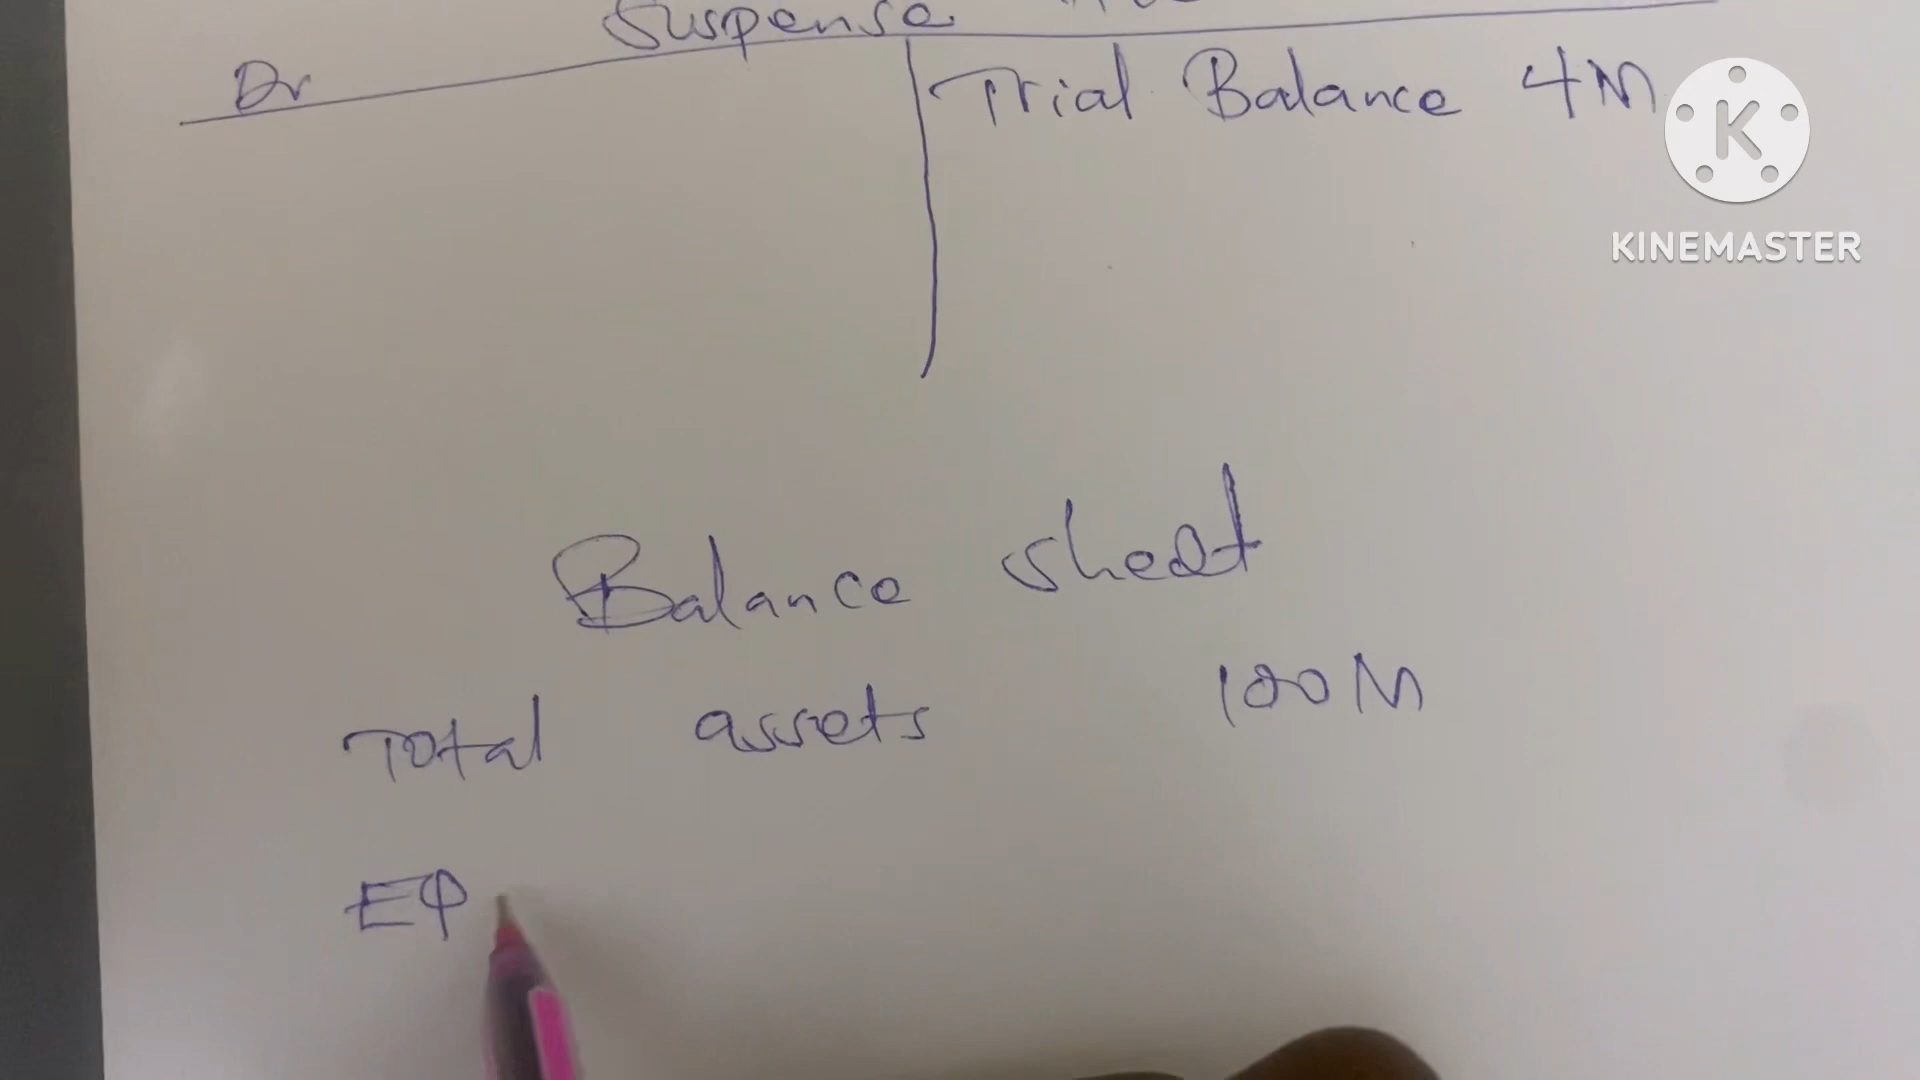 Suspense
Dr
Trial Balance 4M
K
KINEMASTER
Balance sheet
Total assets 100M
EQ